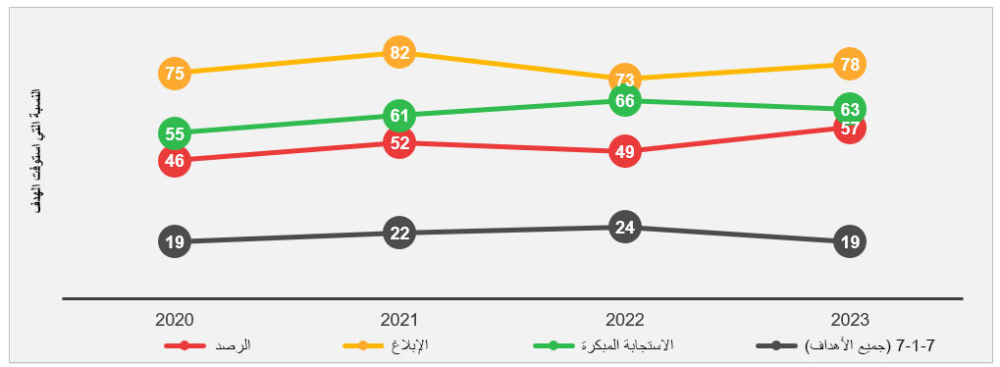 النسبة التي استوفت الهدف
75 82 73 78
55 61 66 63
46 52 49 57
19 22 24 19
2020 2021 2022 2023
الرصد الإبلاغ الاستجابة المبكرة 7-1-7 (جميع الأهداف)